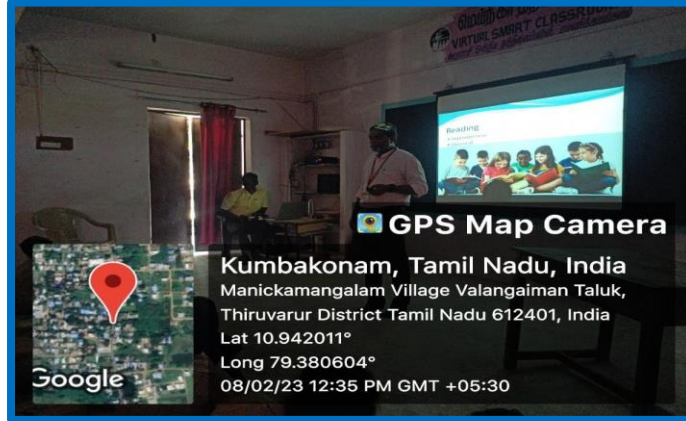 VIRTUAL SMART CLASSROOM
Reading
GPS Map Camera
Kumbakonam, Tamil Nadu, India
Manickamangalam Village Valangaiman Taluk,
Thiruvarur District Tamil Nadu 612401, India
Lat 10.942011°
Long 79.380604°
08/02/23 12:35 PM GMT +05:30
Google